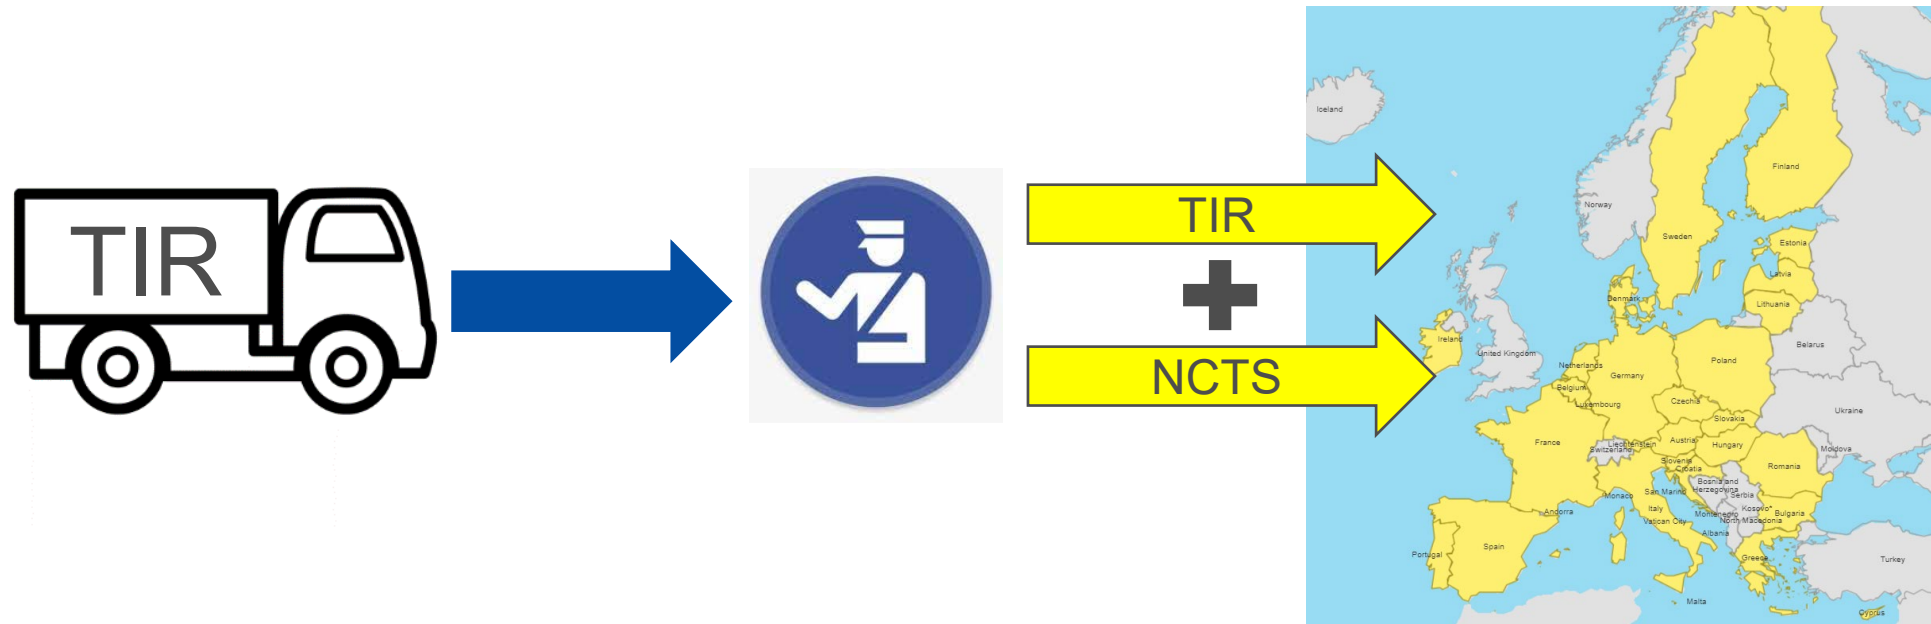 TIR
TIR
NCTS
Iceland
Norway
Finland
Sweden
Estonia
Latvia
Lithuania
Denmark
Belarus
Ireland
United Kingdom
Netherlands
Germany
Poland
Belgium
Luxembourg
Czechia
Ukraine
Slovakia
France
Liechtenstein
Switzerland
Austria
Hungary
Moldova
Slovenia
Croatia
Romania
Bosnia and
Herzegovina
San Marino
Monaco
Serbia
Italy
Kosovo*
Montenegro
Bulgaria
Andorra
Vatican City
North Macedonia
Albania
Portugal
Spain
Greece
Turkey
Malta
Cyprus